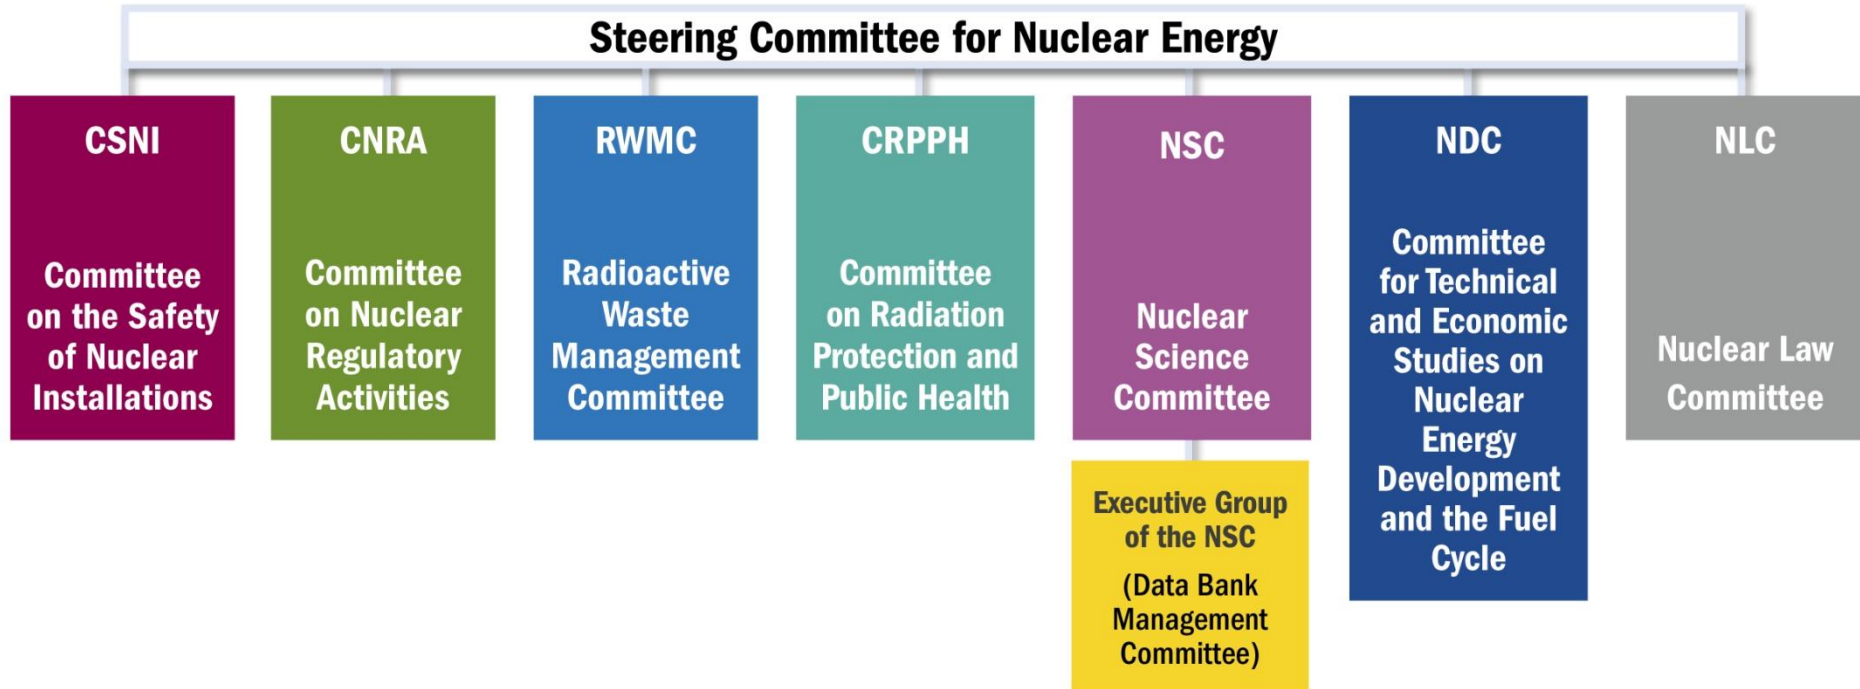 Steering Committee for Nuclear Energy
CSNI
Committee
on the Safety
of Nuclear
Installations
CNRA
Committee
on Nuclear
Regulatory
Activities
RWMC
Radioactive
Waste
Management
Committee
CRPPH
Committee
on Radiation
Protection and
Public Health
NSC
Nuclear
Science
Committee
Executive Group
of the NSC
(Data Bank
Management
Committee)
NDC
Committee
for Technical
and Economic
Studies on
Nuclear
Energy
Development
and the Fuel
Cycle
NLC
Nuclear Law
Committee